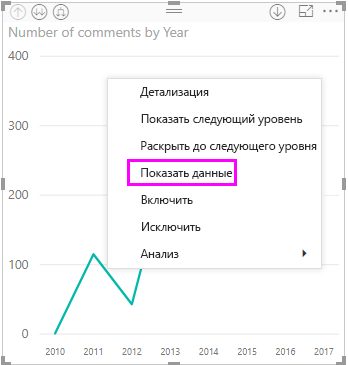 Number of comments by Year
400
300
200
100
0
Детализация
Показать следующий уровень
Раскрыть до следующего уровня
Показать данные
Включить
Исключить
Анализ
2010 2011 2012 2013 2014 2015 2016 2017